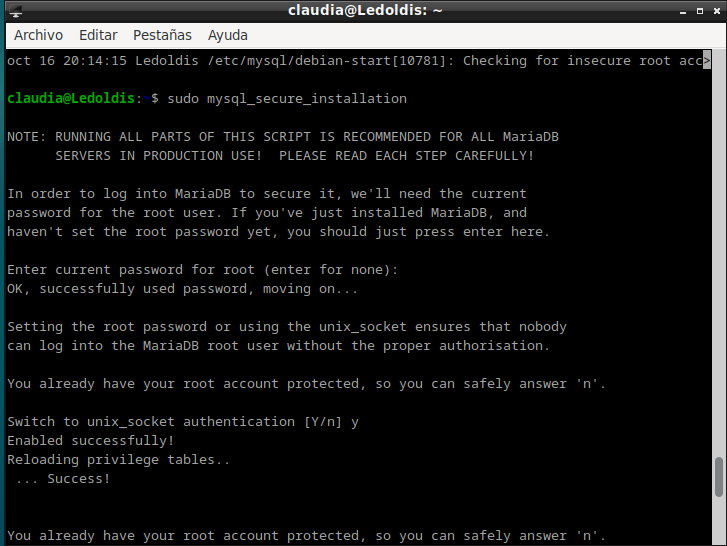 claudia@Ledoldis: ~
Archivo Editar Pestañas Ayuda
oct 16 20:14:15 Ledoldis /etc/mysql/debian-start[10781]: Checking for insecure root acc>
claudia@Ledoldis:~$ sudo mysql_secure_installation
NOTE: RUNNING ALL PARTS OF THIS SCRIPT IS RECOMMENDED FOR ALL MariaDB
SERVERS IN PRODUCTION USE!  PLEASE READ EACH STEP CAREFULLY!
In order to log into MariaDB to secure it, we'll need the current
password for the root user. If you've just installed MariaDB, and
haven't set the root password yet, you should just press enter here.
Enter current password for root (enter for none):
OK, successfully used password, moving on...
Setting the root password or using the unix_socket ensures that nobody
can log into the MariaDB root user without the proper authorisation.
You already have your root account protected, so you can safely answer 'n'.
Switch to unix_socket authentication [Y/n] y
Enabled successfully!
Reloading privilege tables..
... Success!
You already have your root account protected, so you can safely answer 'n'.